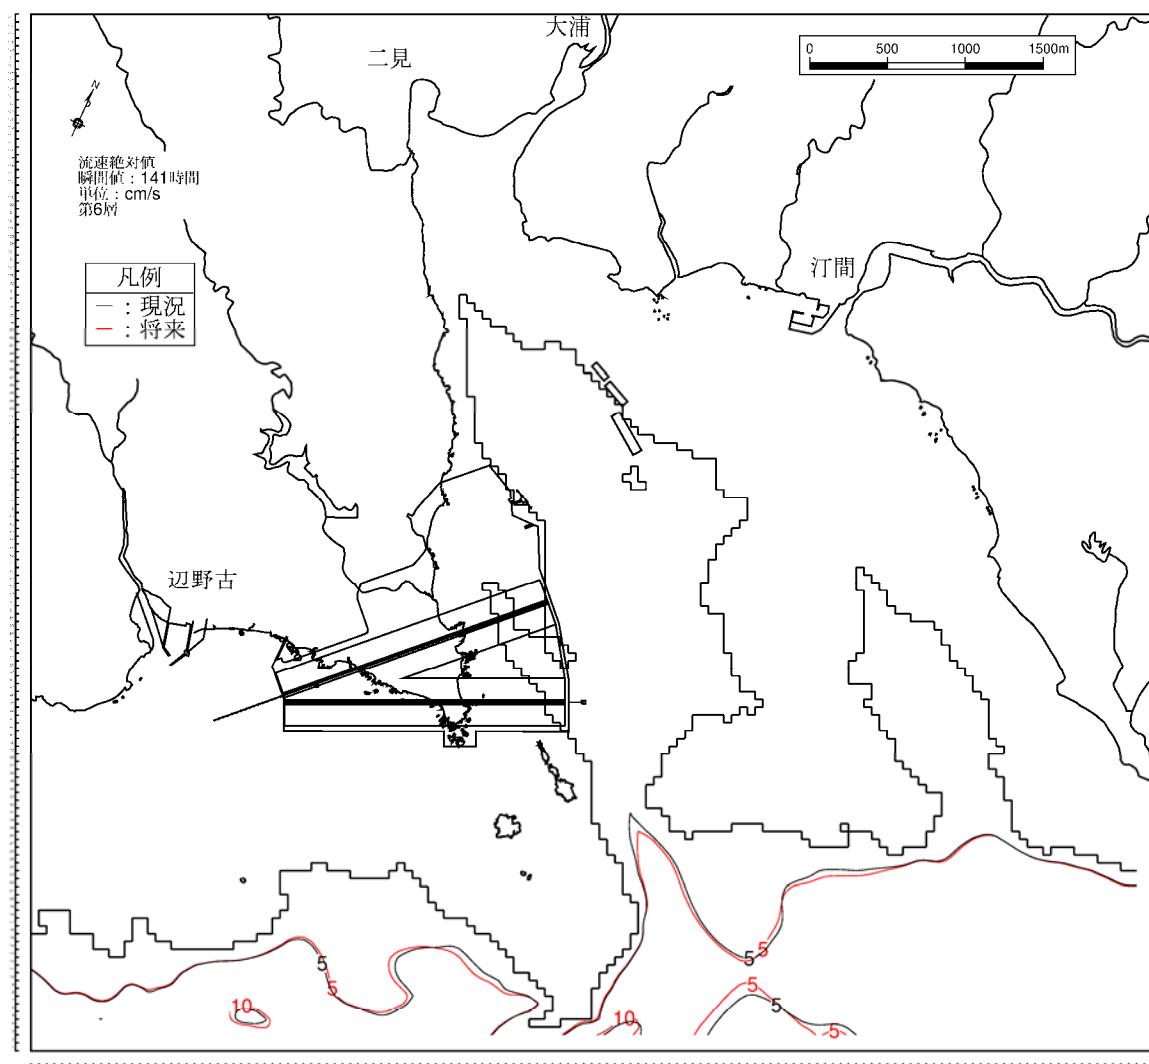 大浦
二見
0 500 1000 1500m
N
流速絶対値
瞬間値：141時間
単位：cm/s
第6層
凡例
―：現況
―：将来
汀間
辺野古
5
5
10
5
5
5
5
10
5